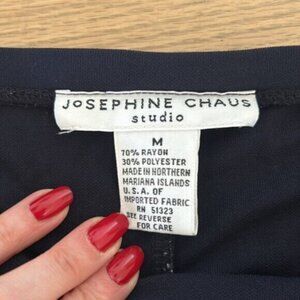 JoSEPHINE CHAUS
studio
M
70% RAYON
30% POLYESTER
MADE IN NORTHERN
MARIANA ISLANDS
U.S.A. OF
IMPORTED FABRIC
RN 51323
SEE REVERSE
FOR CARE